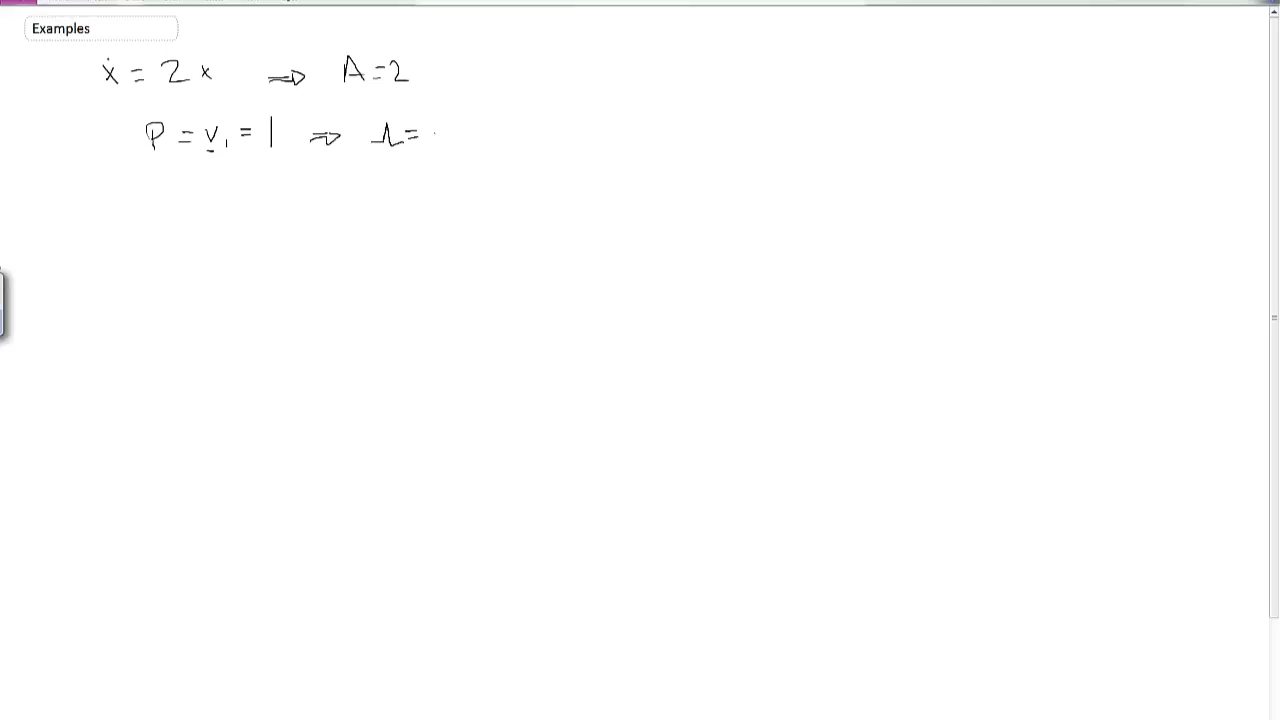 Examples
ẋ = 2x ⇒ A = 2
P = v₁ = 1 ⇒ Λ =